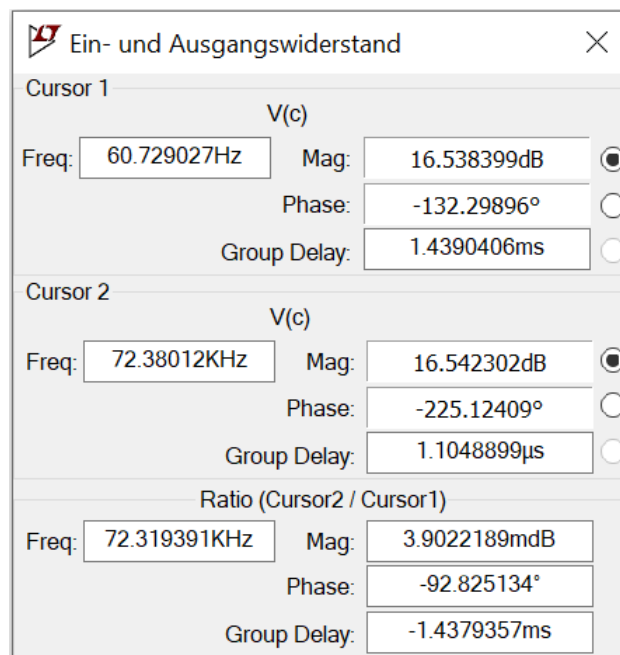 Ein- und Ausgangswiderstand
Cursor 1
V(c)
Freq: 60.729027Hz Mag: 16.538399dB
Phase: -132.29896°
Group Delay: 1.4390406ms
Cursor 2
V(c)
Freq: 72.38012KHz Mag: 16.542302dB
Phase: -225.12409°
Group Delay: 1.1048899µs
Ratio (Cursor2 / Cursor1)
Freq: 72.319391KHz Mag: 3.9022189mdB
Phase: -92.825134°
Group Delay: -1.4379357ms